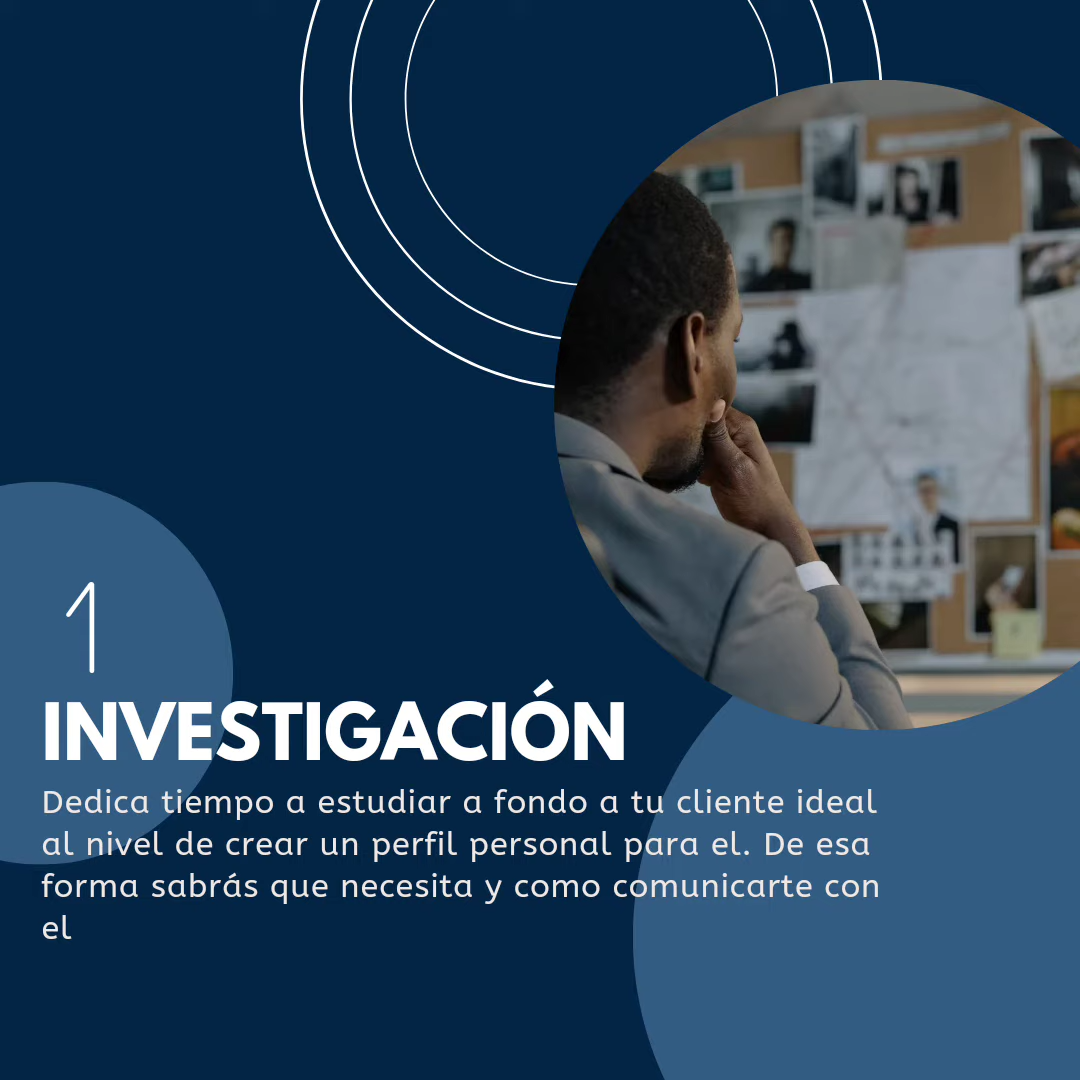 1
INVESTIGACIÓN
Dedica tiempo a estudiar a fondo a tu cliente ideal
al nivel de crear un perfil personal para el. De esa
forma sabrás que necesita y como comunicarte con
el